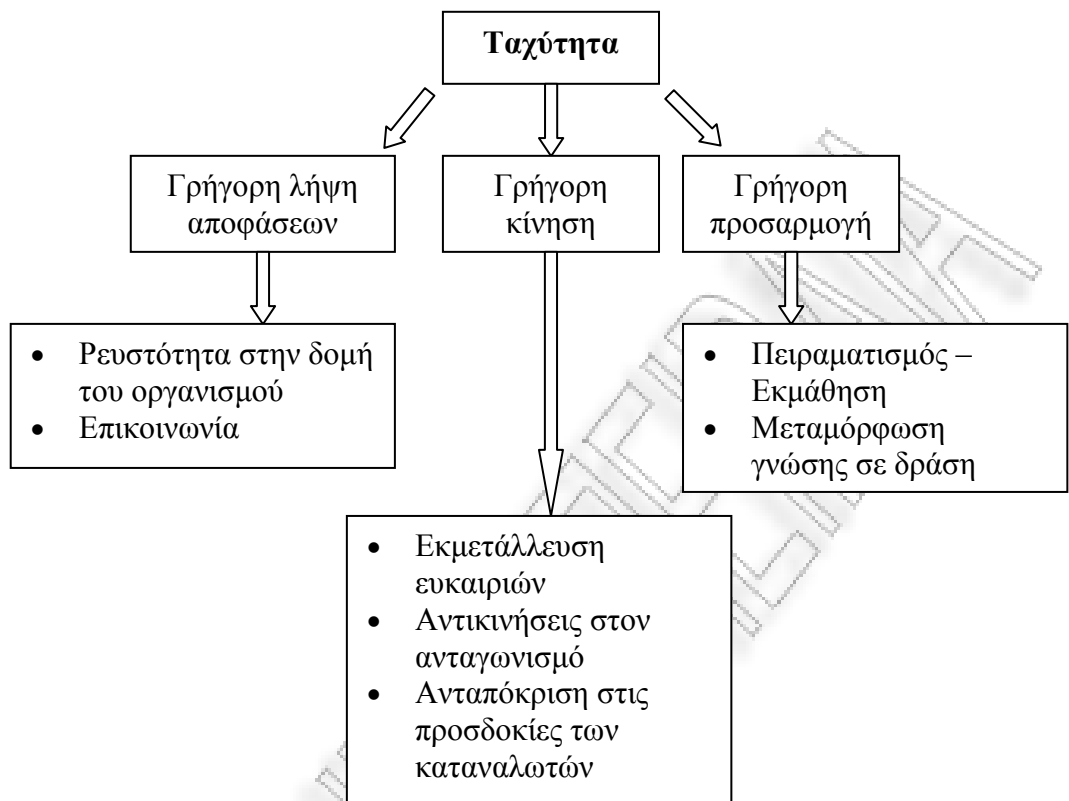 Ταχύτητα
Γρήγορη λήψη
αποφάσεων
Γρήγορη
κίνηση
Γρήγορη
προσαρμογή
• Ρευστότητα στην δομή
του οργανισμού
• Επικοινωνία
• Πειραματισμός –
Εκμάθηση
• Μεταμόρφωση
γνώσης σε δράση
• Εκμετάλλευση
ευκαιριών
• Αντικινήσεις στον
ανταγωνισμό
• Ανταπόκριση στις
προσδοκίες των
καταναλωτών